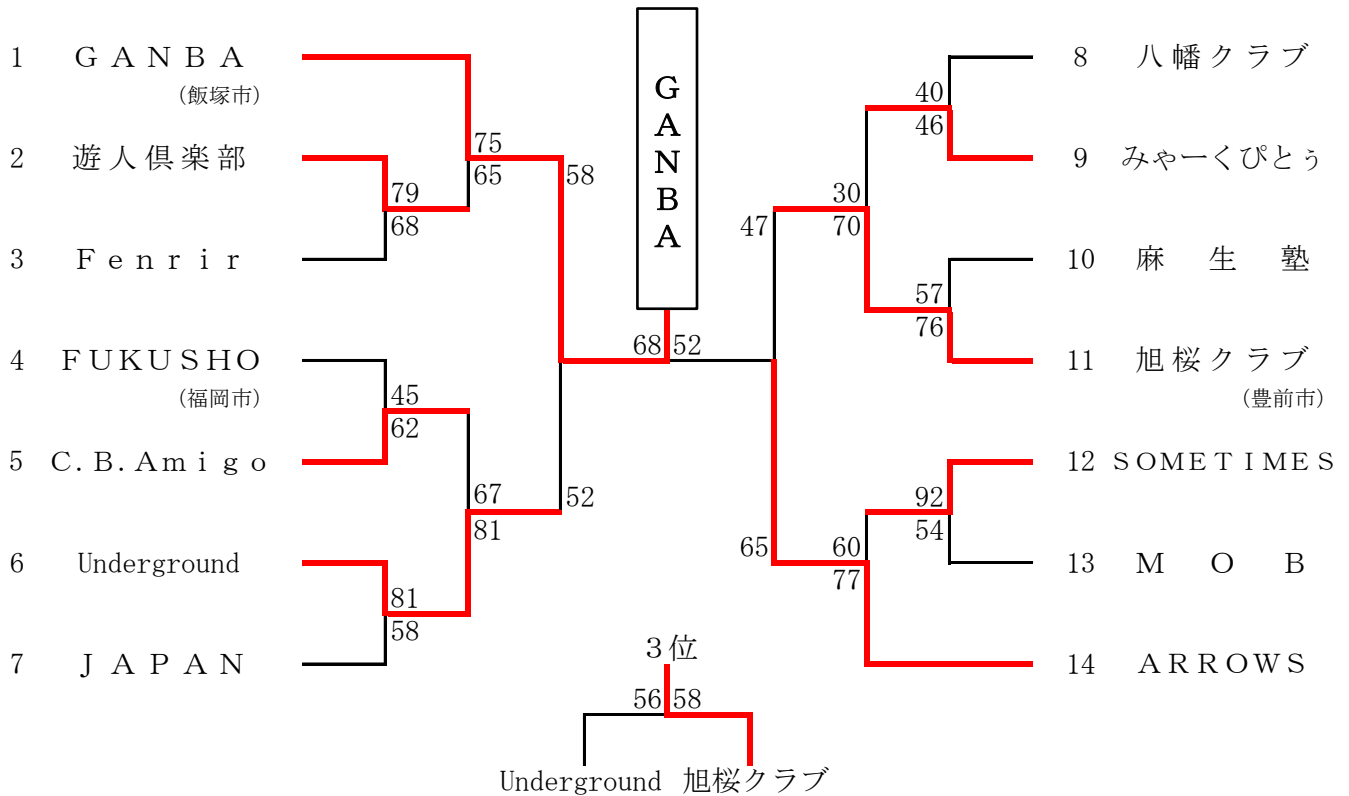 1 ＧＡＮＢＡ
(飯塚市)
2 遊人倶楽部
3 Ｆｅｎｒｉｒ
4 ＦＵＫＵＳＨＯ
(福岡市)
5 Ｃ.Ｂ.Ａｍｉｇｏ
6 Underground
7 ＪＡＰＡＮ
79
68
75
65
45
62
81
58
67
81
58
52
ＧＡＮＢＡ
68 52
47
65
30
70
60
77
40
46
57
76
92
54
8 八幡クラブ
9 みゃーくぴとぅ
10 麻生塾
11 旭桜クラブ
(豊前市)
12 ＳＯＭＥＴＩＭＥＳ
13 ＭＯＢ
14 ＡＲＲＯＷＳ
３位
56 58
Underground 旭桜クラブ